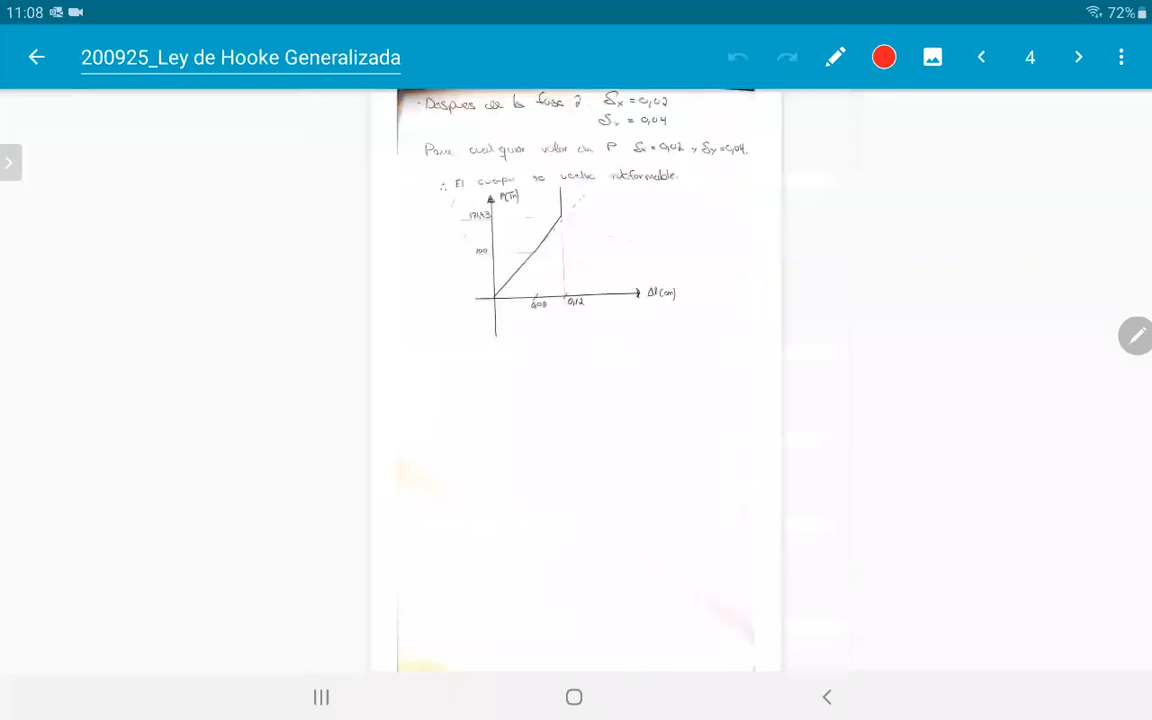 11:08
72%
200925_Ley de Hooke Generalizada
4
· Despues de la fase 2 δx = 0,02
δy = 0,04
Para cualquier valor de P δx = 0,02 y δy = 0,04.
∴ El cuerpo se vuelve indeformable.
P(Tn)
171,43
100
0,08
0,12
Δl(cm)